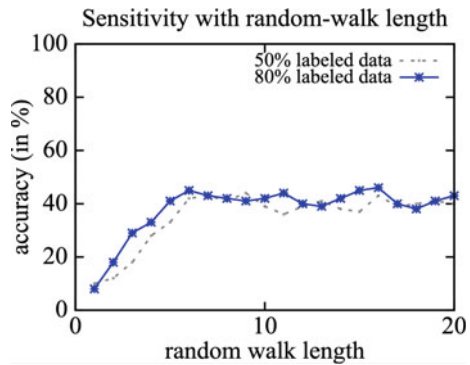 Sensitivity with random-walk length
100
50% labeled data
80% labeled data
80
60
40
20
0
accuracy (in %)
0
10
20
random walk length